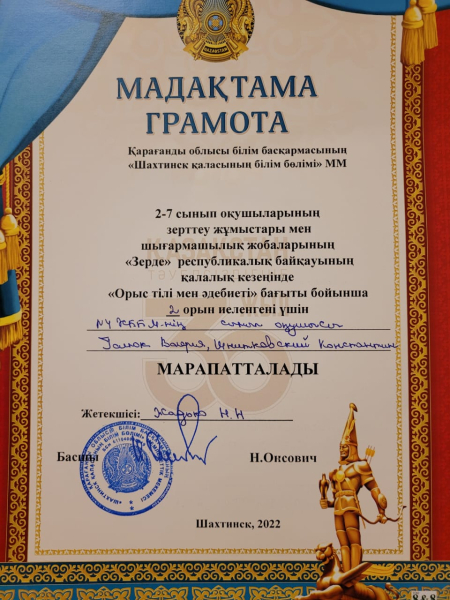 МАДАҚТАМА
ГРАМОТА
Қарағанды облысы білім басқармасының
«Шахтинск қаласының білім бөлімі» ММ
2-7 сынып оқушыларының
зерттеу жұмыстары мен
шығармашылық жобаларының
«Зерде» республикалық байқауының
қалалық кезеңінде
«Орыс тілі мен әдебиеті» бағыты бойынша
2 орын иеленгені үшін
сынып оқушысы
Валерия, Константин
МАРАПАТТАЛАДЫ
Жетекшісі: Н.Н
Басшы Н.Онсович
Шахтинск, 2022